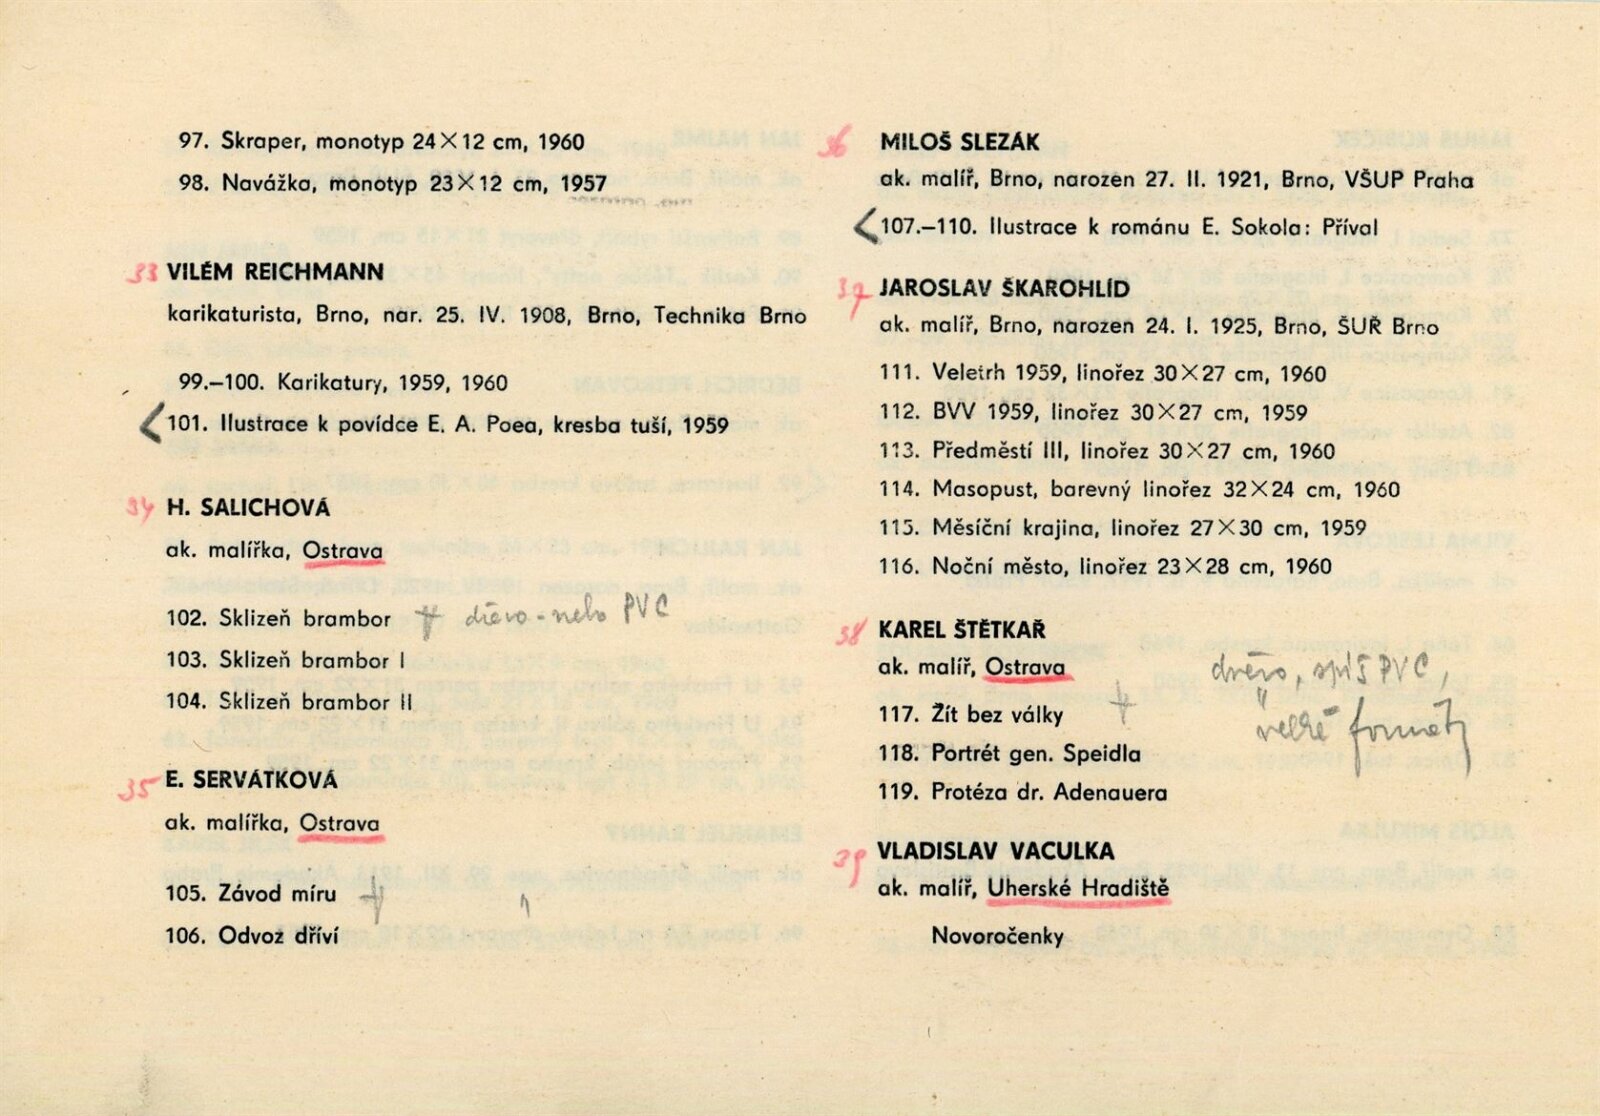 97. Skraper, monotyp 24×12 cm, 1960
98. Navážka, monotyp 23×12 cm, 1957
33 VILÉM REICHMANN
karikaturista, Brno, nar. 25. IV. 1908, Brno, Technika Brno
99.–100. Karikatury, 1959, 1960
101. Ilustrace k povídce E. A. Poea, kresba tuší, 1959
34 H. SALICHOVÁ
ak. malířka, Ostrava
102. Sklizeň brambor dřevo - nebo PVC
103. Sklizeň brambor I
104. Sklizeň brambor II
35 E. SERVÁTKOVÁ
ak. malířka, Ostrava
105. Závod míru
106. Odvoz dříví
36 MILOŠ SLEZÁK
ak. malíř, Brno, narozen 27. II. 1921, Brno, VŠUP Praha
107.–110. Ilustrace k románu E. Sokola: Příval
37 JAROSLAV ŠKAROHLÍD
ak. malíř, Brno, narozen 24. I. 1925, Brno, ŠUŘ Brno
111. Veletrh 1959, linořez 30×27 cm, 1960
112. BVV 1959, linořez 30×27 cm, 1959
113. Předměstí III, linořez 30×27 cm, 1960
114. Masopust, barevný linořez 32×24 cm, 1960
115. Měsíční krajina, linořez 27×30 cm, 1959
116. Noční město, linořez 23×28 cm, 1960
38 KAREL ŠTĚTKAŘ
ak. malíř, Ostrava
dřevo, spíš PVC,
117. Žít bez války
velké formáty
118. Portrét gen. Speidla
119. Protéza dr. Adenauera
39 VLADISLAV VACULKA
ak. malíř, Uherské Hradiště
Novoročenky